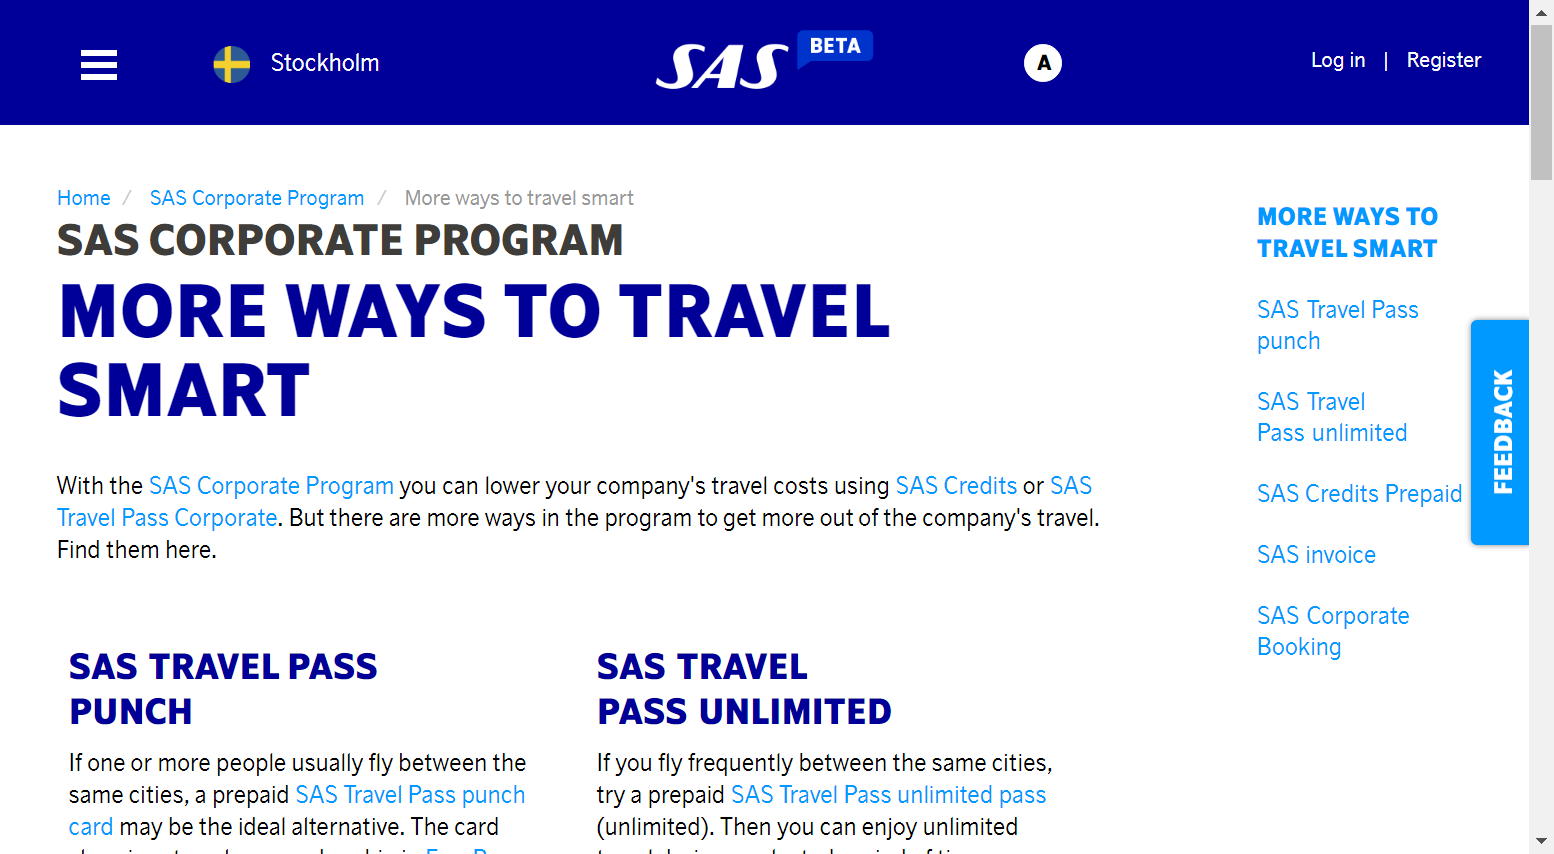 Stockholm
SAS
BETA
A
Log in | Register
Home / SAS Corporate Program / More ways to travel smart
SAS CORPORATE PROGRAM
MORE WAYS TO TRAVEL
SMART
With the SAS Corporate Program you can lower your company's travel costs using SAS Credits or SAS
Travel Pass Corporate. But there are more ways in the program to get more out of the company's travel.
Find them here.
SAS TRAVEL PASS
PUNCH
If one or more people usually fly between the
same cities, a prepaid SAS Travel Pass punch
card may be the ideal alternative. The card
SAS TRAVEL
PASS UNLIMITED
If you fly frequently between the same cities,
try a prepaid SAS Travel Pass unlimited pass
(unlimited). Then you can enjoy unlimited
MORE WAYS TO
TRAVEL SMART
SAS Travel Pass
punch
SAS Travel
Pass unlimited
SAS Credits Prepaid
SAS invoice
SAS Corporate
Booking
FEEDBACK